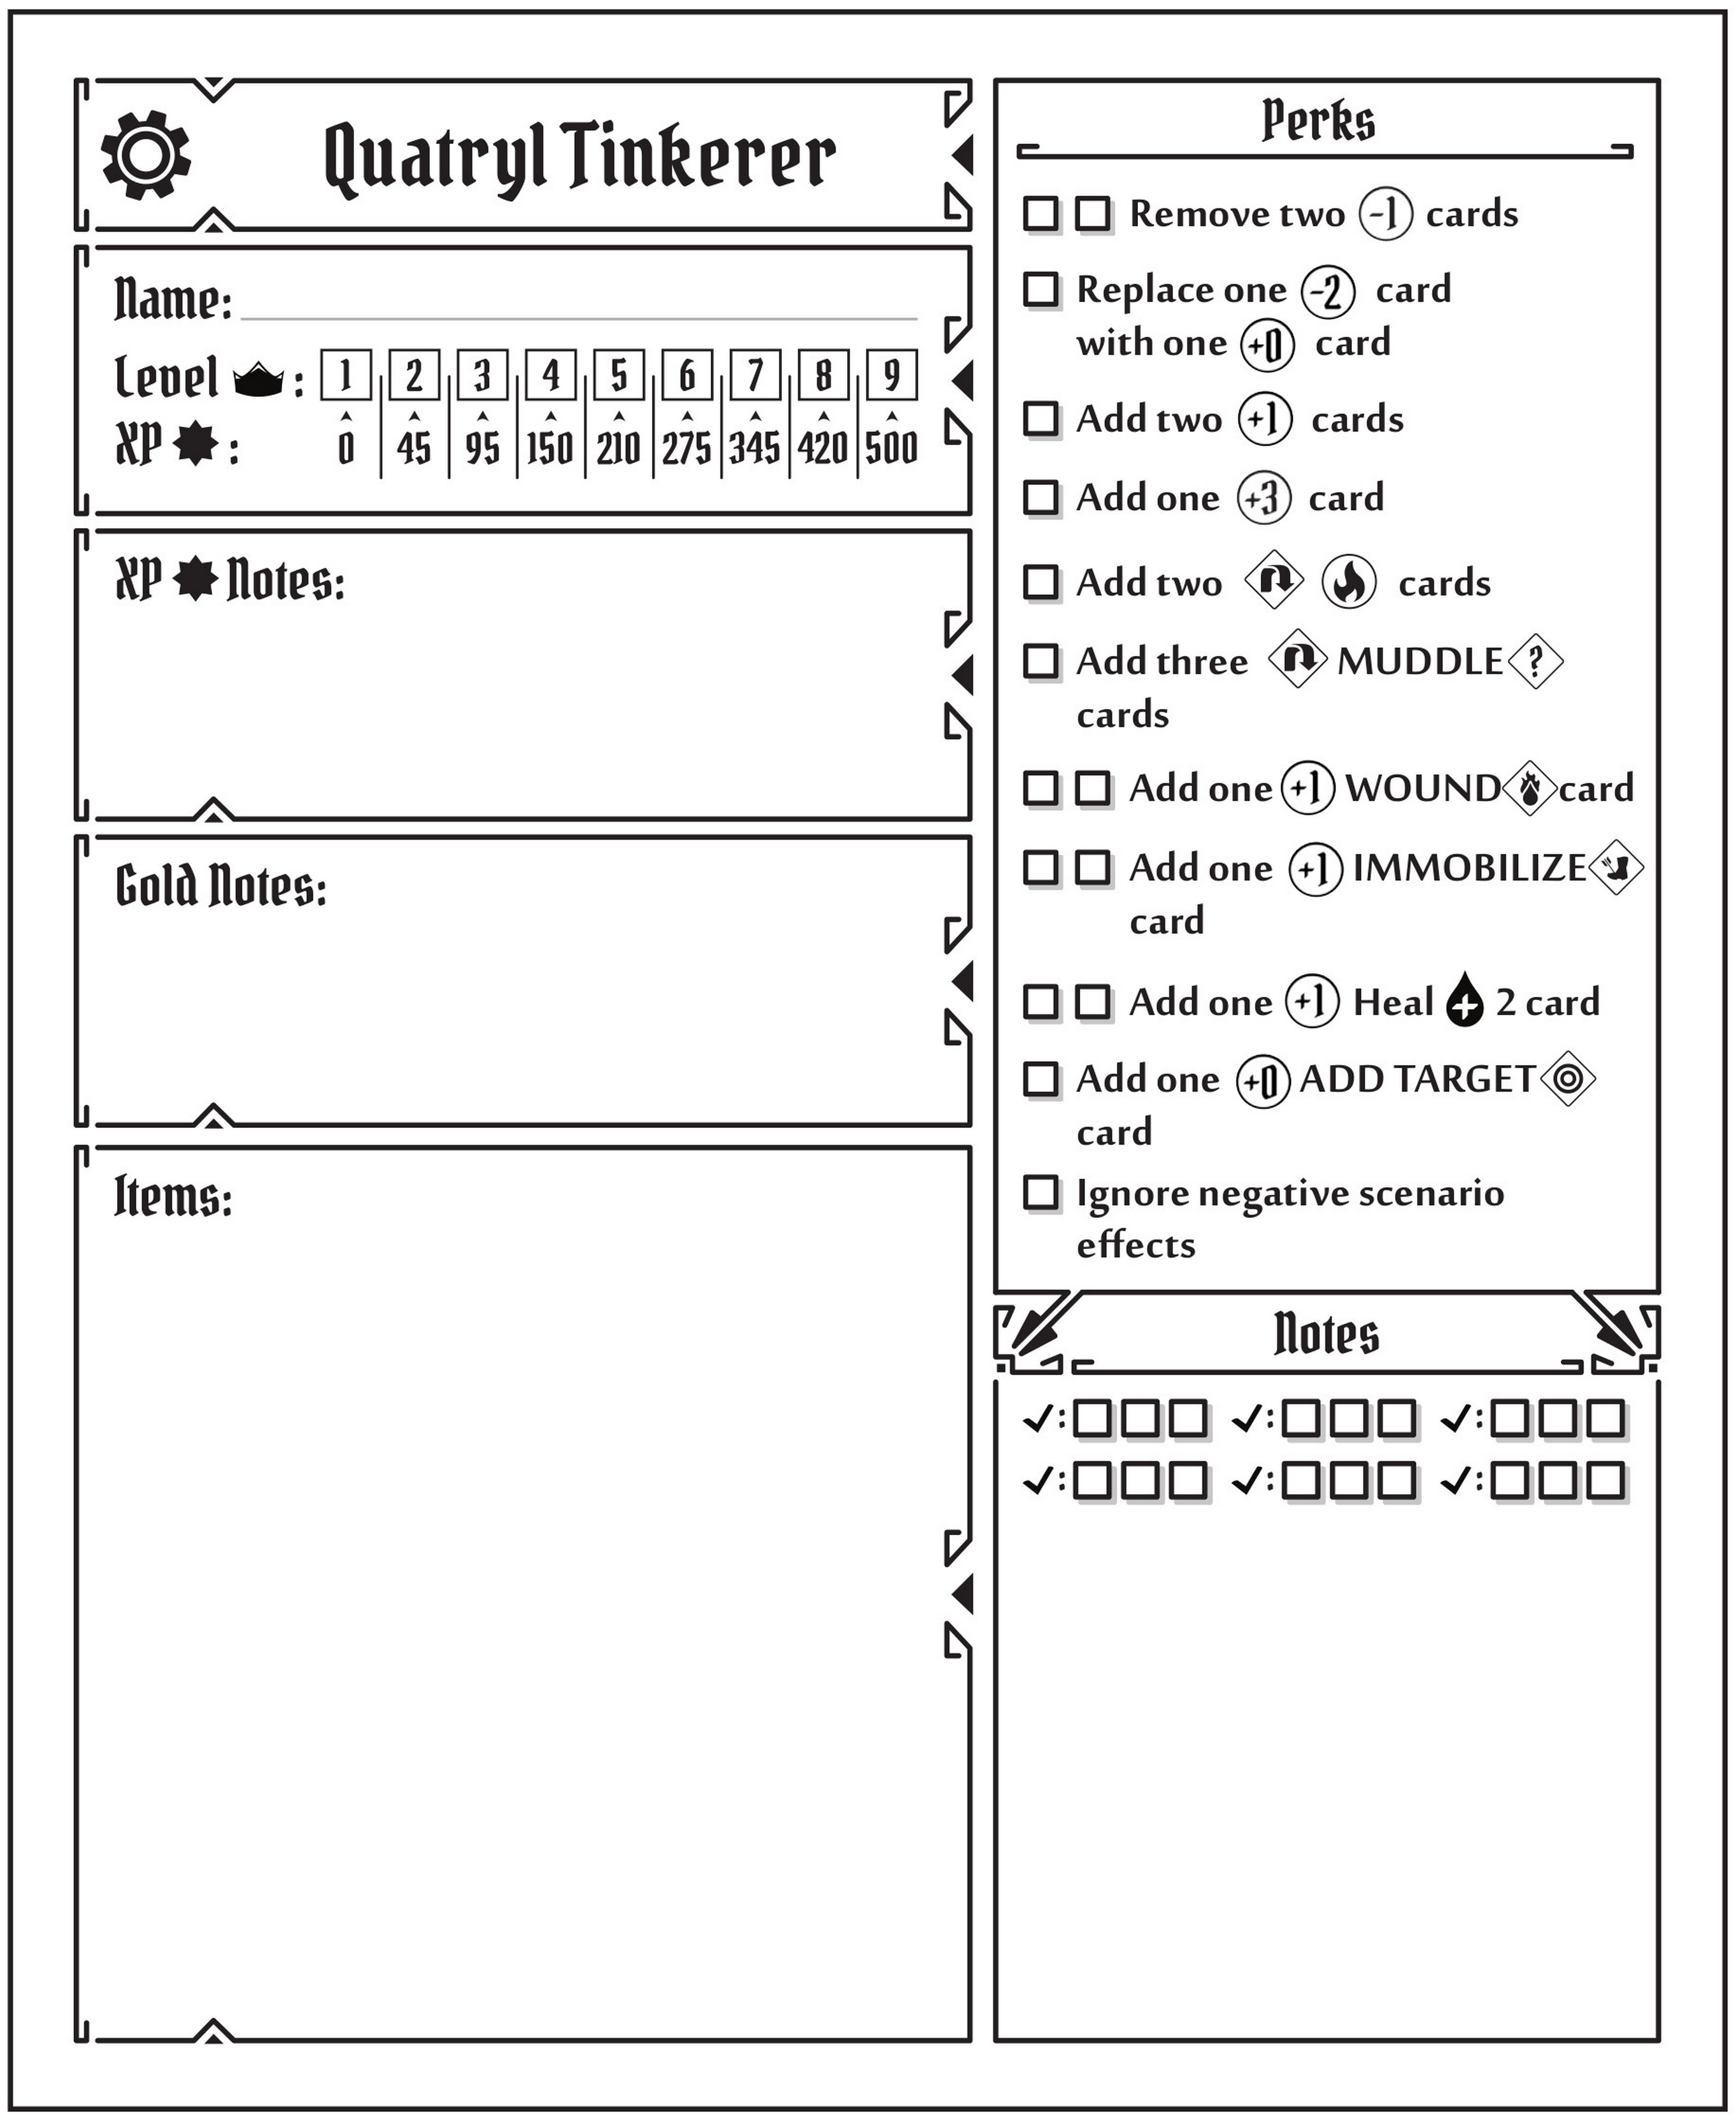 Quatryl Tinkerer
Name:
Level : 1 2 3 4 5 6 7 8 9
XP : 0 45 95 150 210 275 345 420 500
XP Notes:
Gold Notes:
Items:
Perks
Remove two -1 cards
Replace one -2 card
with one +0 card
Add two +1 cards
Add one +3 card
Add two cards
Add three MUDDLE ?
cards
Add one +1 WOUND card
Add one +1 IMMOBILIZE
card
Add one +1 Heal 2 card
Add one +0 ADD TARGET
card
Ignore negative scenario
effects
Notes
✓: ✓: ✓:
✓: ✓: ✓: